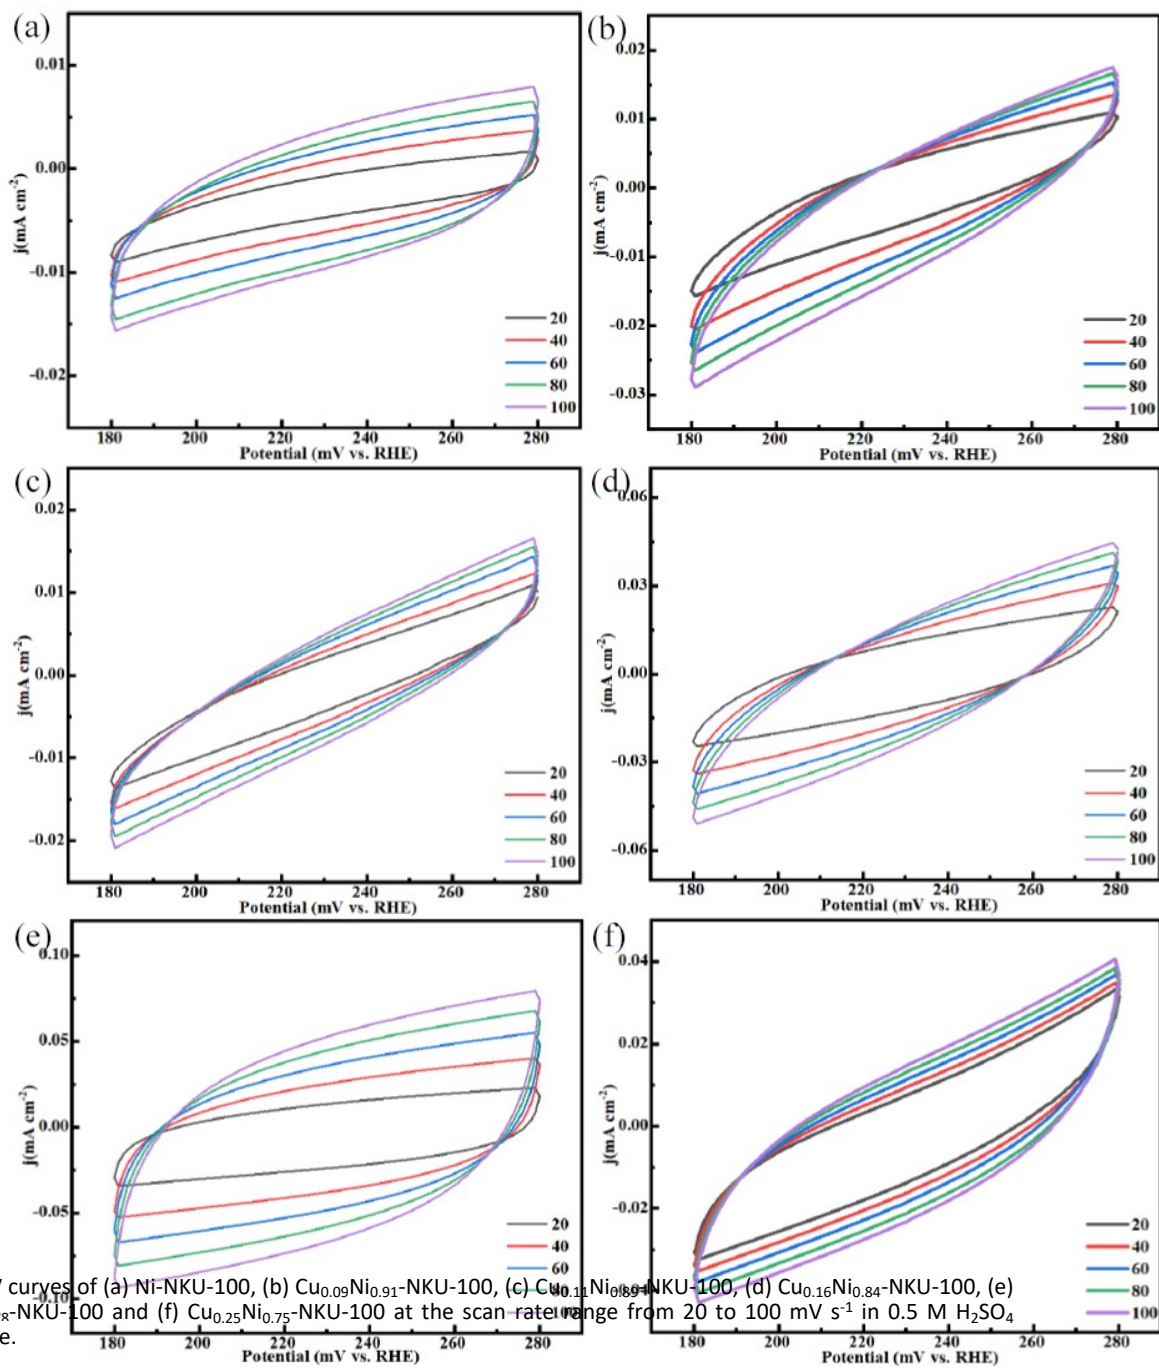 (a)
0.01
0.00
-0.01
-0.02
j(mA cm⁻²)
20
40
60
80
100
180 200 220 240 260 280
Potential (mV vs. RHE)
(b)
0.02
0.01
0.00
-0.01
-0.02
-0.03
j(mA cm⁻²)
20
40
60
80
100
180 200 220 240 260 280
Potential (mV vs. RHE)
(c)
0.02
0.01
0.00
-0.01
-0.02
j(mA cm⁻²)
20
40
60
80
100
180 200 220 240 260 280
Potential (mV vs. RHE)
(d)
0.06
0.03
0.00
-0.03
-0.06
j(mA cm⁻²)
20
40
60
80
100
180 200 220 240 260 280
Potential (mV vs. RHE)
(e)
0.10
0.05
0.00
-0.05
-0.10
j(mA cm⁻²)
20
40
60
80
100
180 200 220 240 260 280
Potential (mV vs. RHE)
(f)
0.04
0.02
0.00
-0.02
j(mA cm⁻²)
20
40
60
80
100
180 200 220 240 260 280
Potential (mV vs. RHE)
curves of (a) Ni-NKU-100, (b) Cu₀.₀₉Ni₀.₉₁-NKU-100, (c) Cu₀.₁₁Ni₀.₈₉-NKU-100, (d) Cu₀.₁₆Ni₀.₈₄-NKU-100, (e)
-NKU-100 and (f) Cu₀.₂₅Ni₀.₇₅-NKU-100 at the scan rate range from 20 to 100 mV s⁻¹ in 0.5 M H₂SO₄